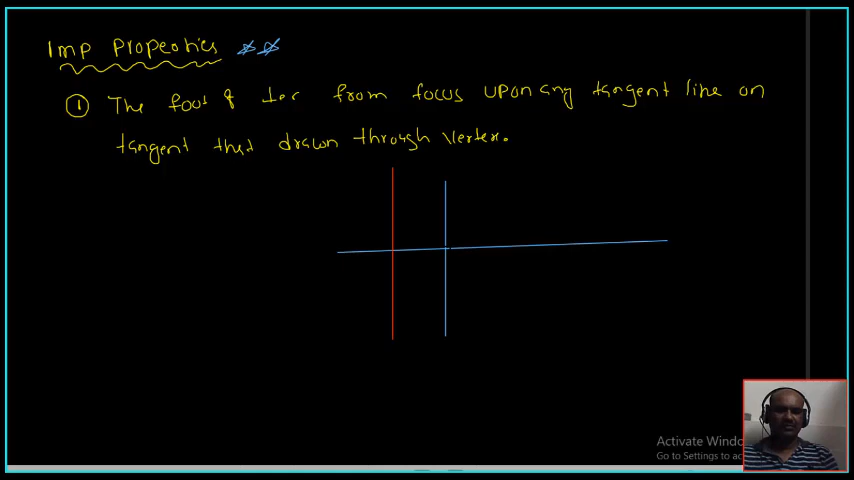 Imp Properties
① The foot of ⊥er from focus upon any tangent line on
tangent that drawn through vertex.
Activate Windo
Go to Settings to ac